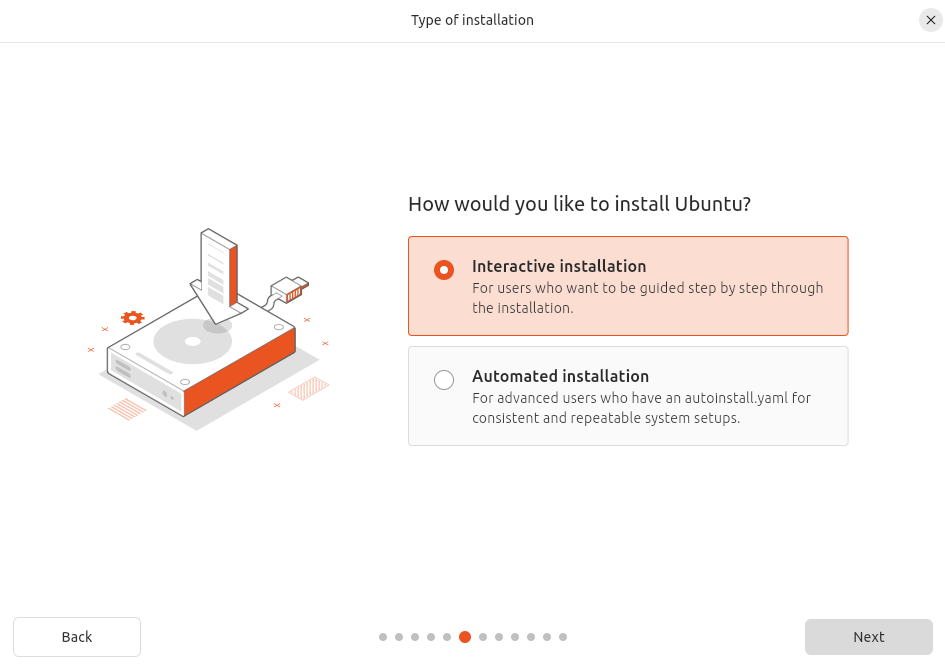 Type of installation
How would you like to install Ubuntu?
Interactive installation
For users who want to be guided step by step through
the installation.
Automated installation
For advanced users who have an autoinstall.yaml for
consistent and repeatable system setups.
Back
Next